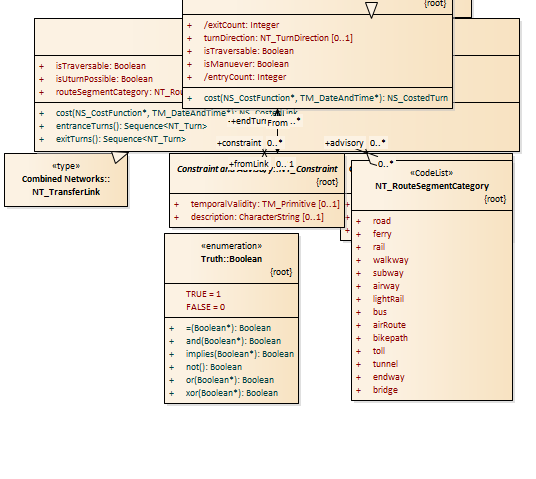 {root}
+ /exitCount: Integer
+ turnDirection: NT_TurnDirection [0..1]
+ isTraversable: Boolean
+ isManuever: Boolean
+ /entryCount: Integer
+ cost(NS_CostFunction*, TM_DateAndTime*): NS_CostedTurn
+ isTraversable: Boolean
+ isUturnPossible: Boolean
+ routeSegmentCategory: NT_Rou
+ cost(NS_CostFunction*, TM_DateAndTime*): NS_CostedLink
+ entranceTurns(): Sequence<NT_Turn>
+ exitTurns(): Sequence<NT_Turn>
+endTurn
From ..*
+constraint 0..*
+advisory 0..*
+fromLink 0..1
0..*
«type»
Combined Networks::
NT_TransferLink
Constraint and Advisory::NT_Constraint
{root}
+ temporalValidity: TM_Primitive [0..1]
+ description: CharacterString [0..1]
«enumeration»
Truth::Boolean
{root}
TRUE = 1
FALSE = 0
+ =(Boolean*): Boolean
+ and(Boolean*): Boolean
+ implies(Boolean*): Boolean
+ not(): Boolean
+ or(Boolean*): Boolean
+ xor(Boolean*): Boolean
«CodeList»
NT_RouteSegmentCategory
{root}
+ road
+ ferry
+ rail
+ walkway
+ subway
+ airway
+ lightRail
+ bus
+ airRoute
+ bikepath
+ toll
+ tunnel
+ endway
+ bridge